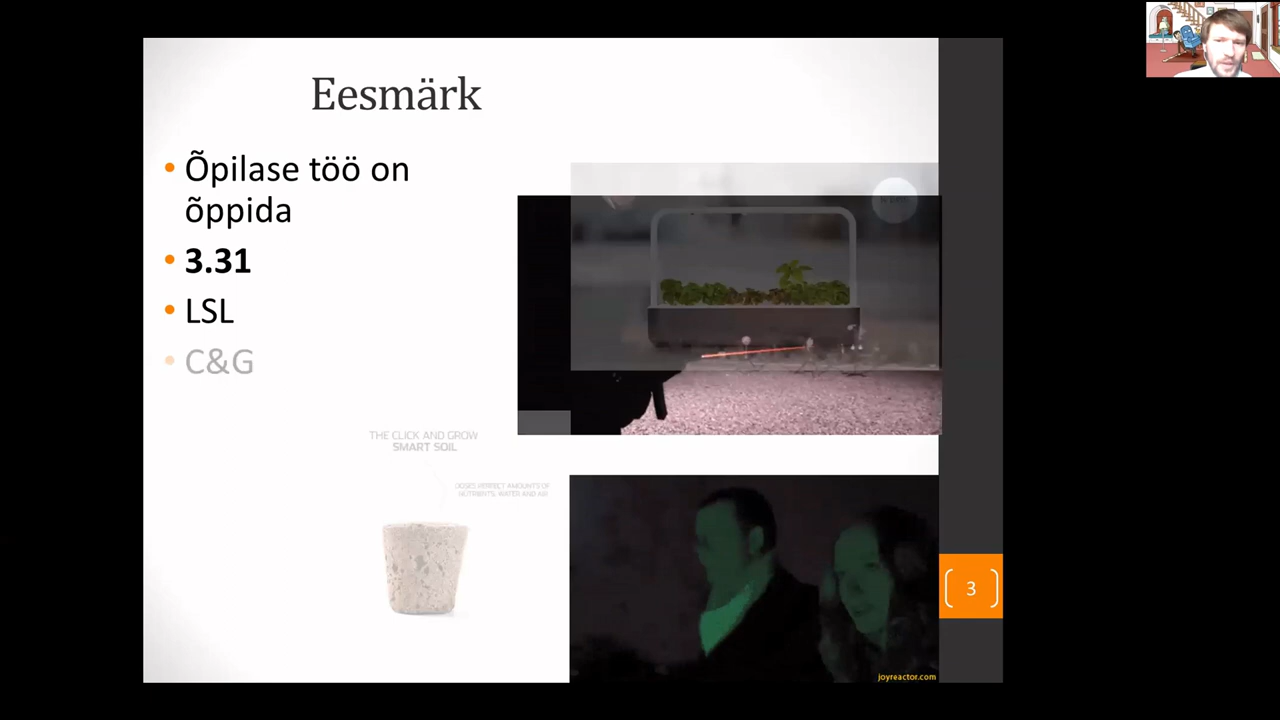 Eesmärk
• Õpilase töö on
õppida
• 3.31
• LSL
• C&G
THE CLICK AND GROW
SMART SOIL
DOSES PERFECT AMOUNTS OF
NUTRIENTS, WATER AND AIR
3
joyreactor.com